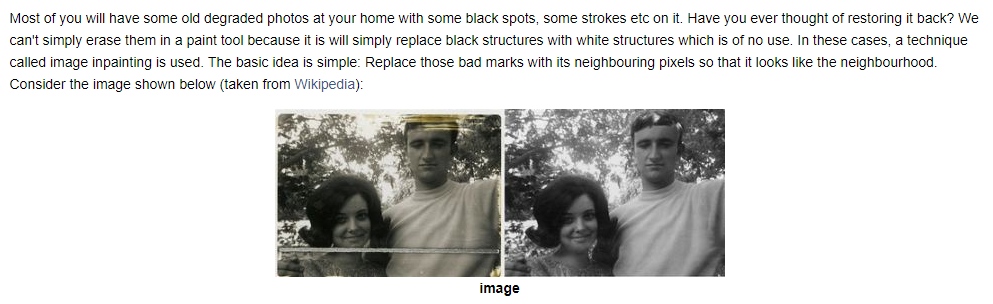 Most of you will have some old degraded photos at your home with some black spots, some strokes etc on it. Have you ever thought of restoring it back? We
can't simply erase them in a paint tool because it is will simply replace black structures with white structures which is of no use. In these cases, a technique
called image inpainting is used. The basic idea is simple: Replace those bad marks with its neighbouring pixels so that it looks like the neighbourhood.
Consider the image shown below (taken from Wikipedia):
image